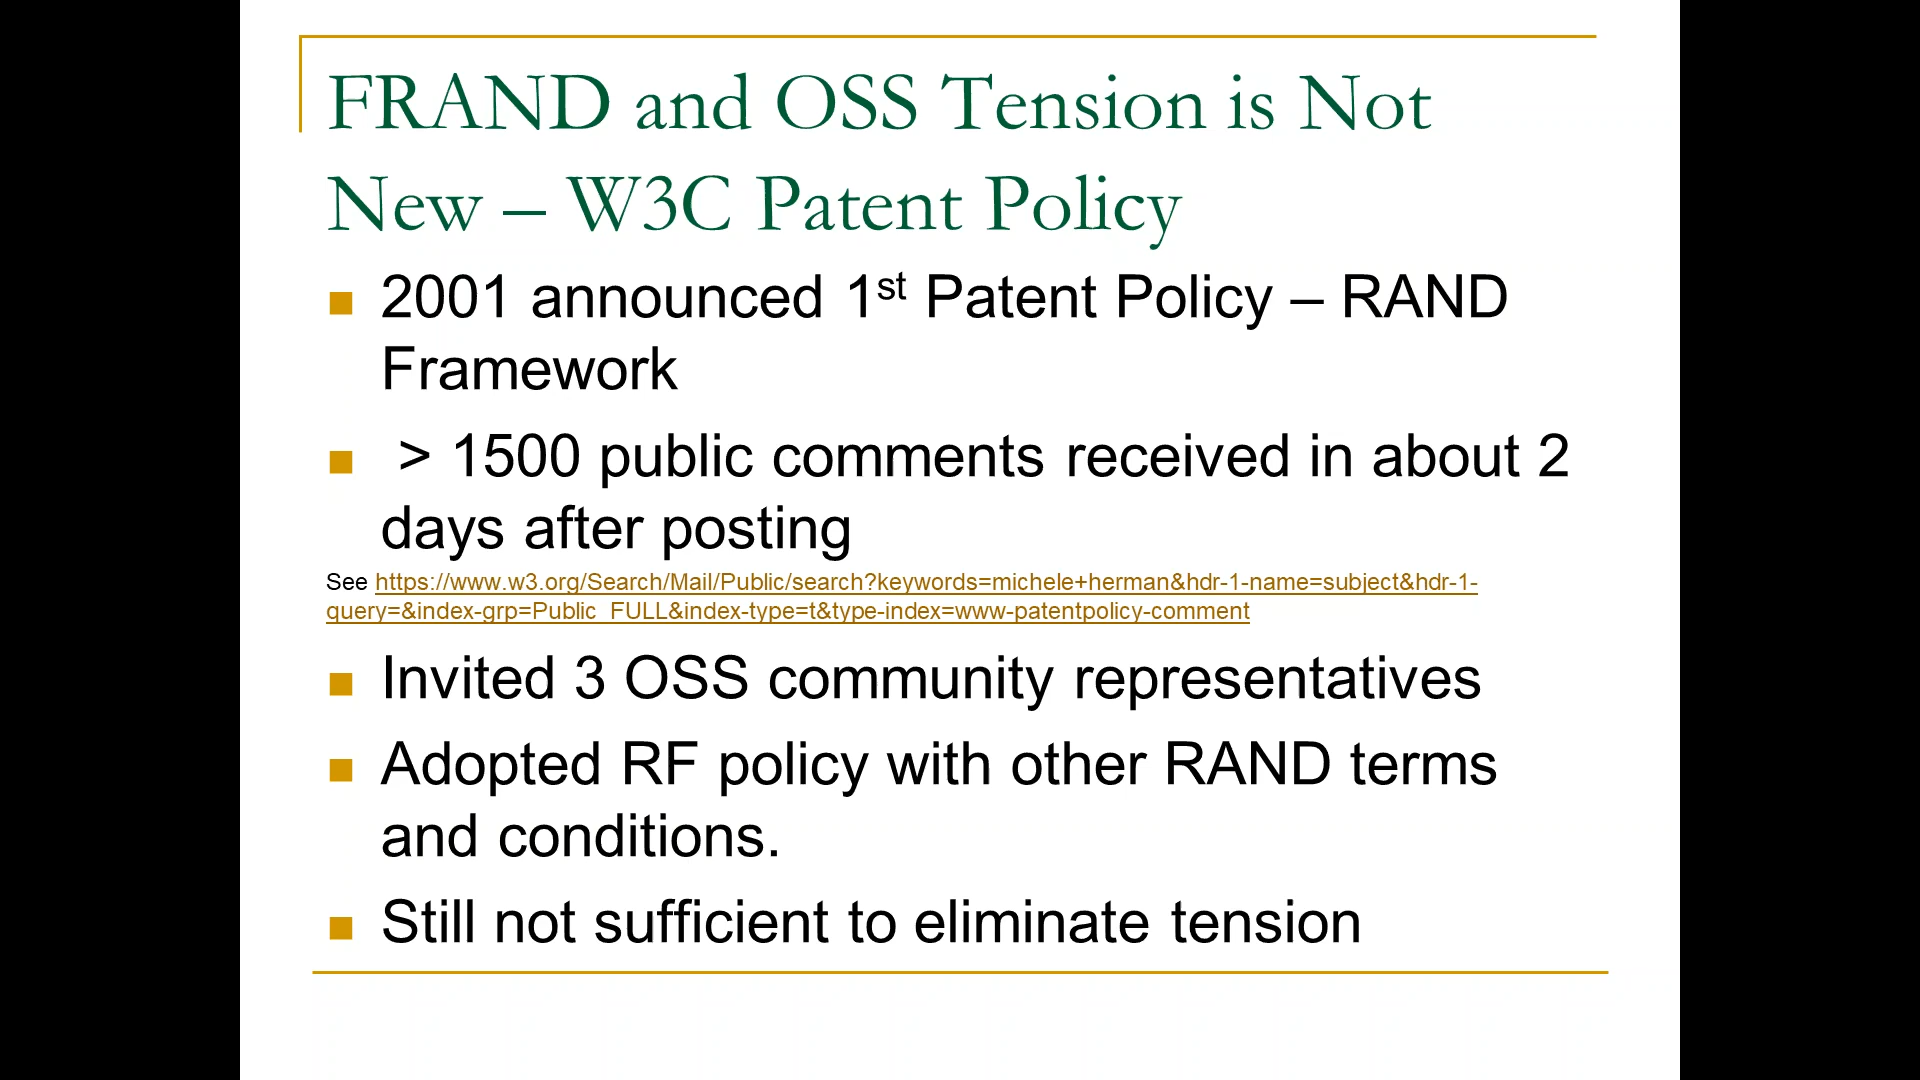 FRAND and OSS Tension is Not
New – W3C Patent Policy
2001 announced 1st Patent Policy – RAND
Framework
> 1500 public comments received in about 2
days after posting
See https://www.w3.org/Search/Mail/Public/search?keywords=michele+herman&hdr-1-name=subject&hdr-1-
query=&index-grp=Public_FULL&index-type=t&type-index=www-patentpolicy-comment
Invited 3 OSS community representatives
Adopted RF policy with other RAND terms
and conditions.
Still not sufficient to eliminate tension